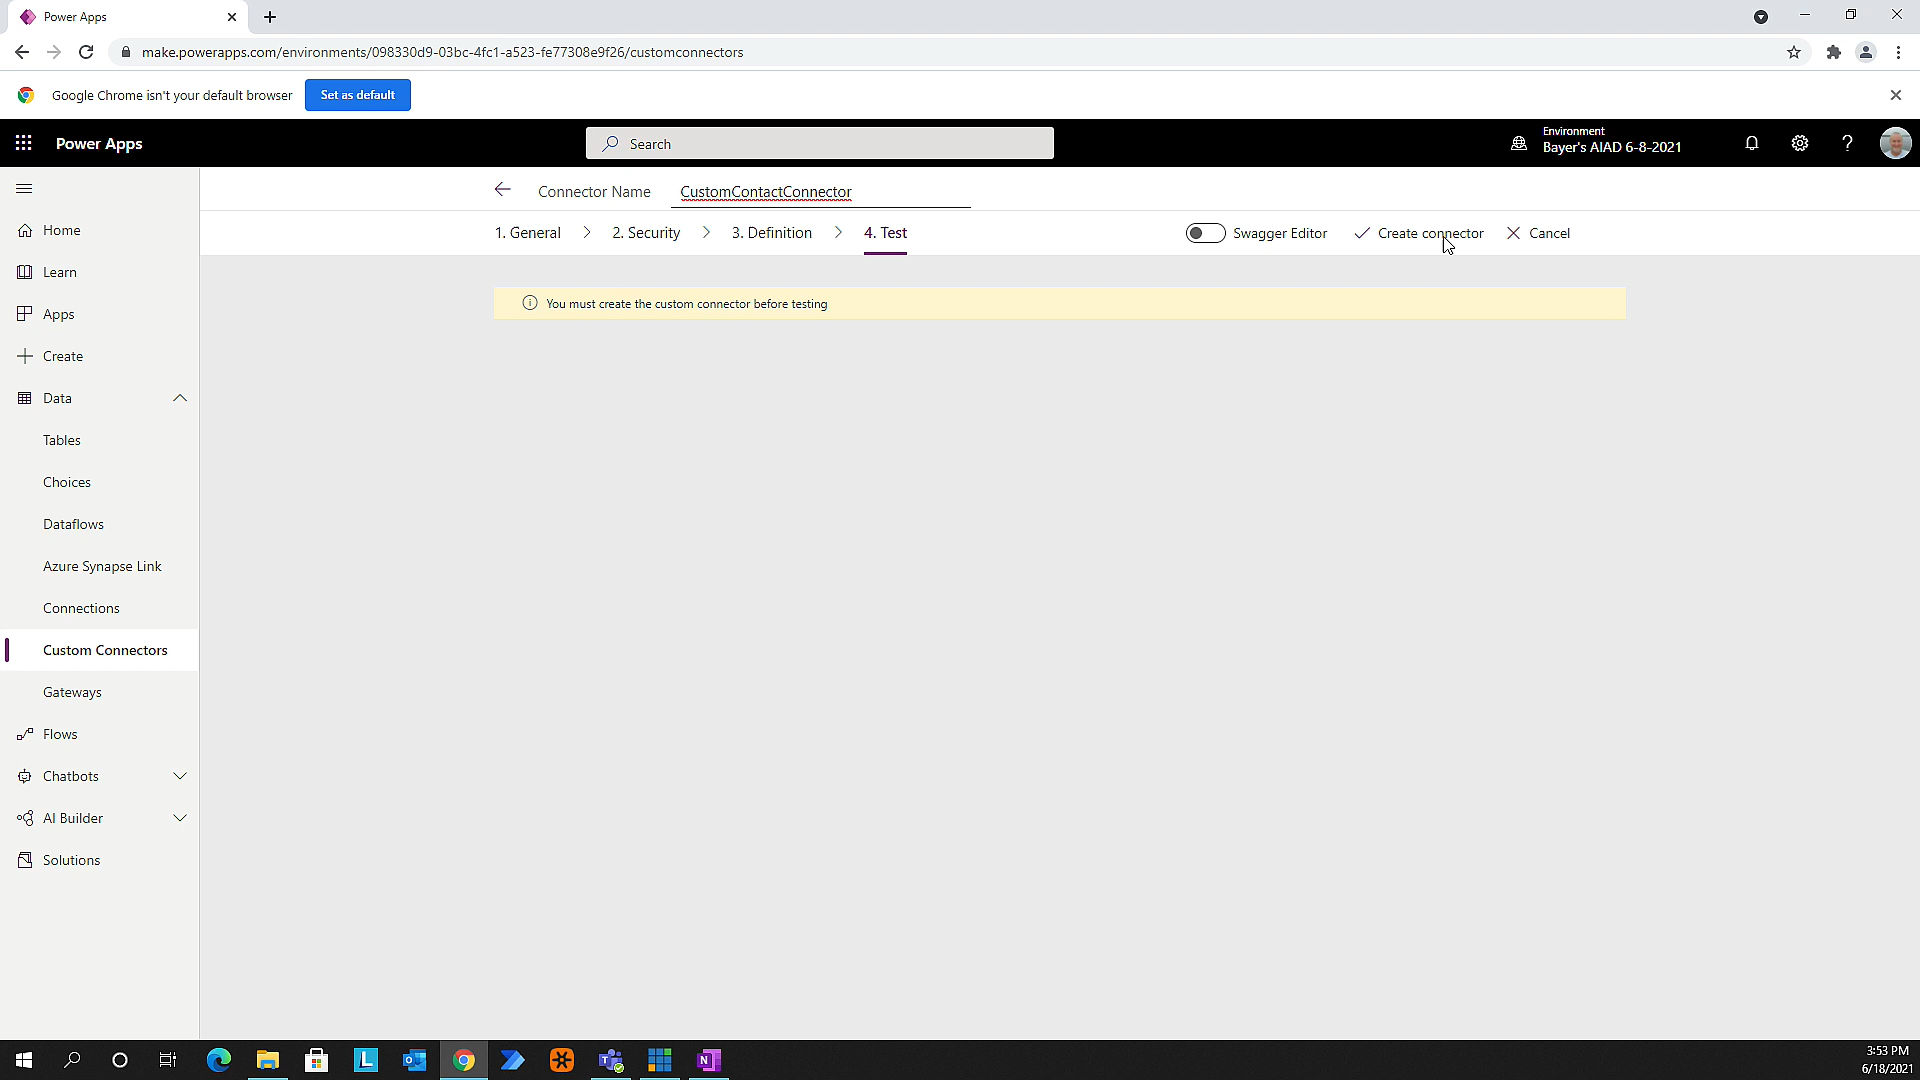 Power Apps
make.powerapps.com/environments/098330d9-03bc-4fc1-a523-fe77308e9f26/customconnectors
Google Chrome isn't your default browser
Set as default
Power Apps
Search
Environment
Bayer's AIAD 6-8-2021
Connector Name
CustomContactConnector
1. General
2. Security
3. Definition
4. Test
Swagger Editor
Create connector
Cancel
You must create the custom connector before testing
Home
Learn
Apps
Create
Data
Tables
Choices
Dataflows
Azure Synapse Link
Connections
Custom Connectors
Gateways
Flows
Chatbots
AI Builder
Solutions
3:53 PM
6/18/2021